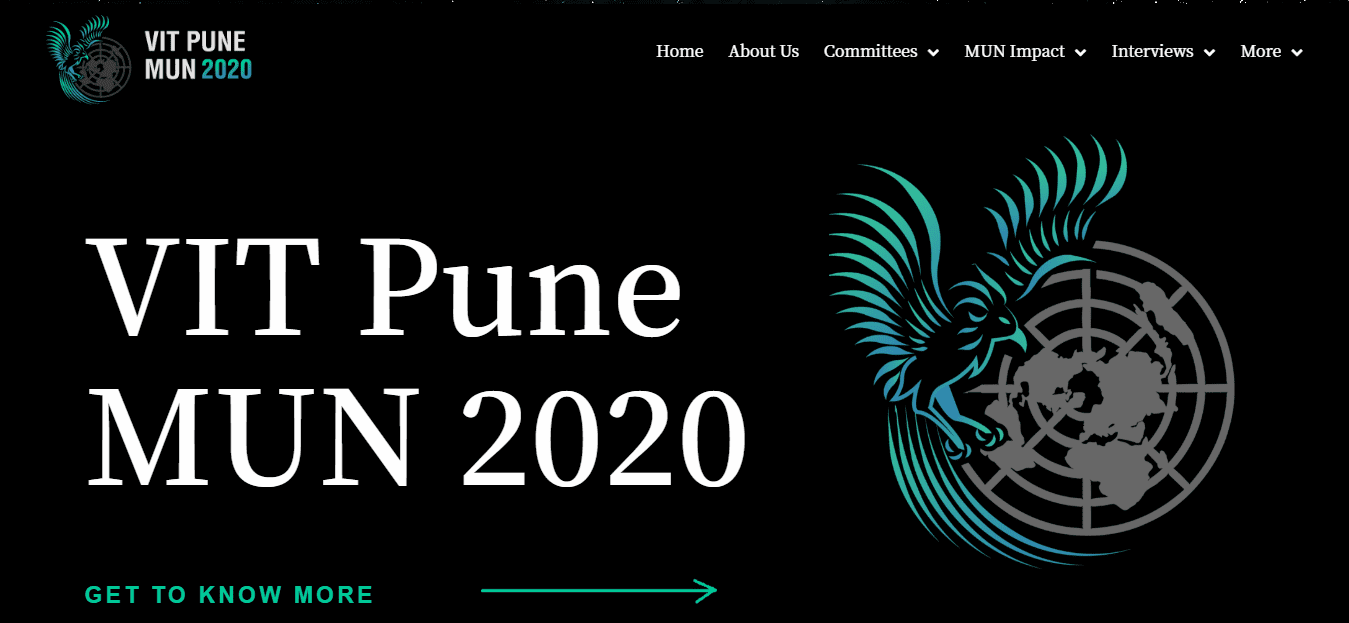 VIT PUNE
MUN 2020
Home About Us Committees MUN Impact Interviews More
VIT Pune
MUN 2020
GET TO KNOW MORE